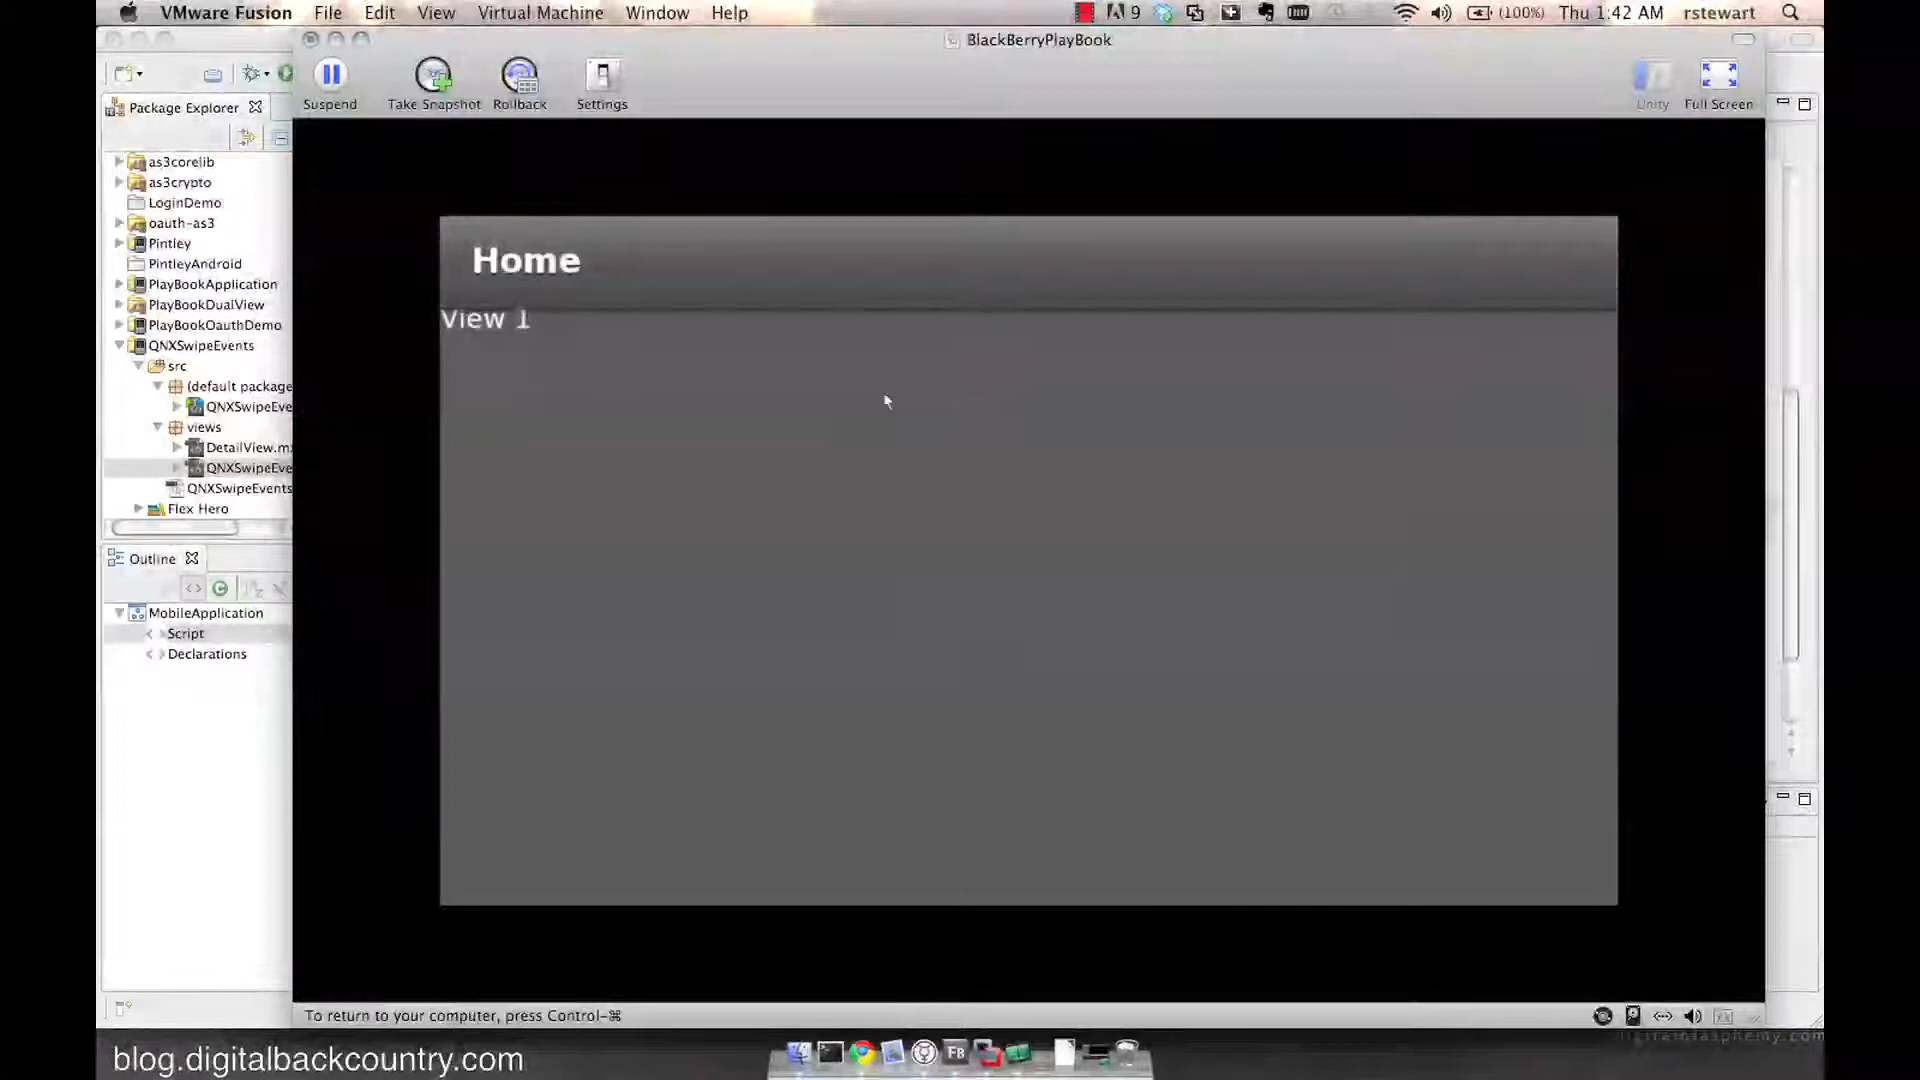 VMware Fusion File Edit View Virtual Machine Window Help 9 (100%) Thu 1:42 AM rstewart
BlackBerryPlayBook
Suspend Take Snapshot Rollback Settings Unity Full Screen
Package Explorer
as3corelib
as3crypto
LoginDemo
oauth-as3
Pintley
PintleyAndroid
PlayBookApplication
PlayBookDualView
PlayBookOauthDemo
QNXSwipeEvents
src
(default package
QNXSwipeEve
views
DetailView.m
QNXSwipeEve
QNXSwipeEvents
Flex Hero
Outline
MobileApplication
Script
Declarations
Home
View 1
To return to your computer, press Control-⌘
blog.digitalbackcountry.com
FB